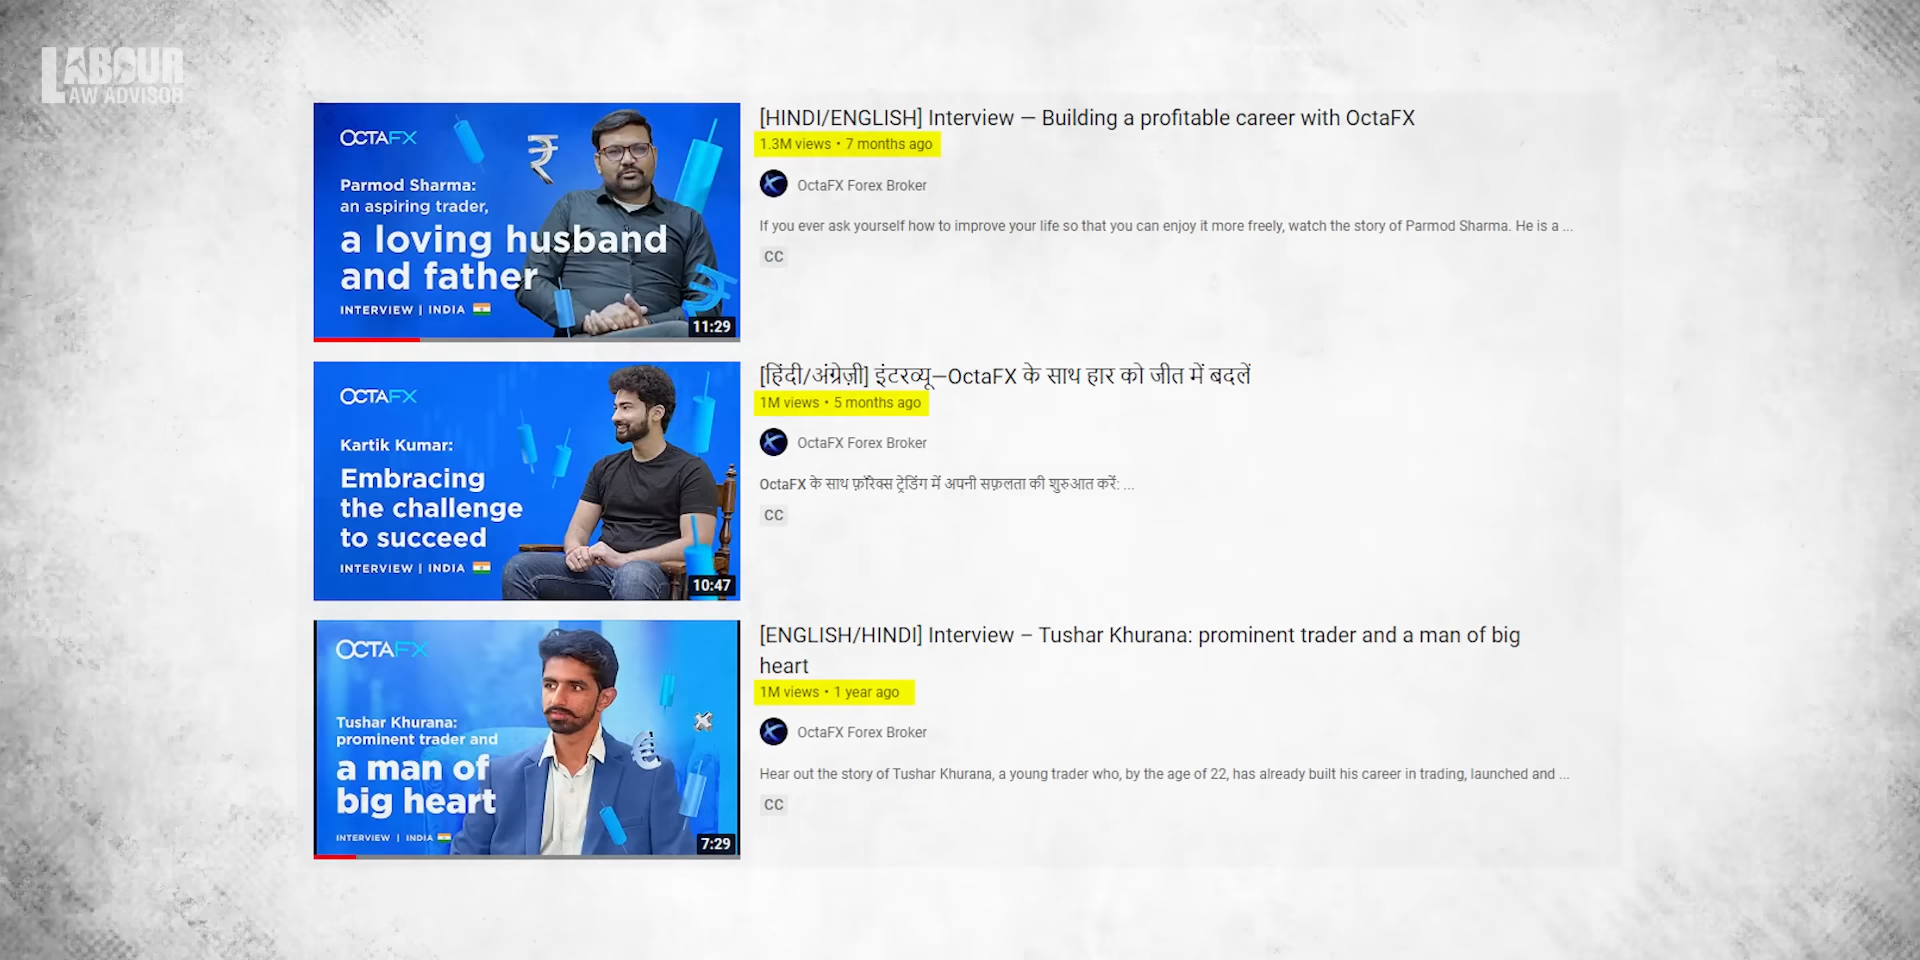 LABOUR
LAW ADVISOR
OCTAFX
Parmod Sharma:
an aspiring trader,
a loving husband
and father
INTERVIEW | INDIA
11:29
[HINDI/ENGLISH] Interview — Building a profitable career with OctaFX
1.3M views • 7 months ago
OctaFX Forex Broker
If you ever ask yourself how to improve your life so that you can enjoy it more freely, watch the story of Parmod Sharma. He is a ...
CC
OCTAFX
Kartik Kumar:
Embracing
the challenge
to succeed
INTERVIEW | INDIA
10:47
[हिंदी/अंग्रेज़ी] इंटरव्यू—OctaFX के साथ हार को जीत में बदलें
1M views • 5 months ago
OctaFX Forex Broker
OctaFX के साथ फ़ॉरेक्स ट्रेडिंग में अपनी सफ़लता की शुरुआत करें: ...
CC
OCTAFX
Tushar Khurana:
prominent trader and
a man of
big heart
INTERVIEW | INDIA
7:29
[ENGLISH/HINDI] Interview – Tushar Khurana: prominent trader and a man of big
heart
1M views • 1 year ago
OctaFX Forex Broker
Hear out the story of Tushar Khurana, a young trader who, by the age of 22, has already built his career in trading, launched and ...
CC